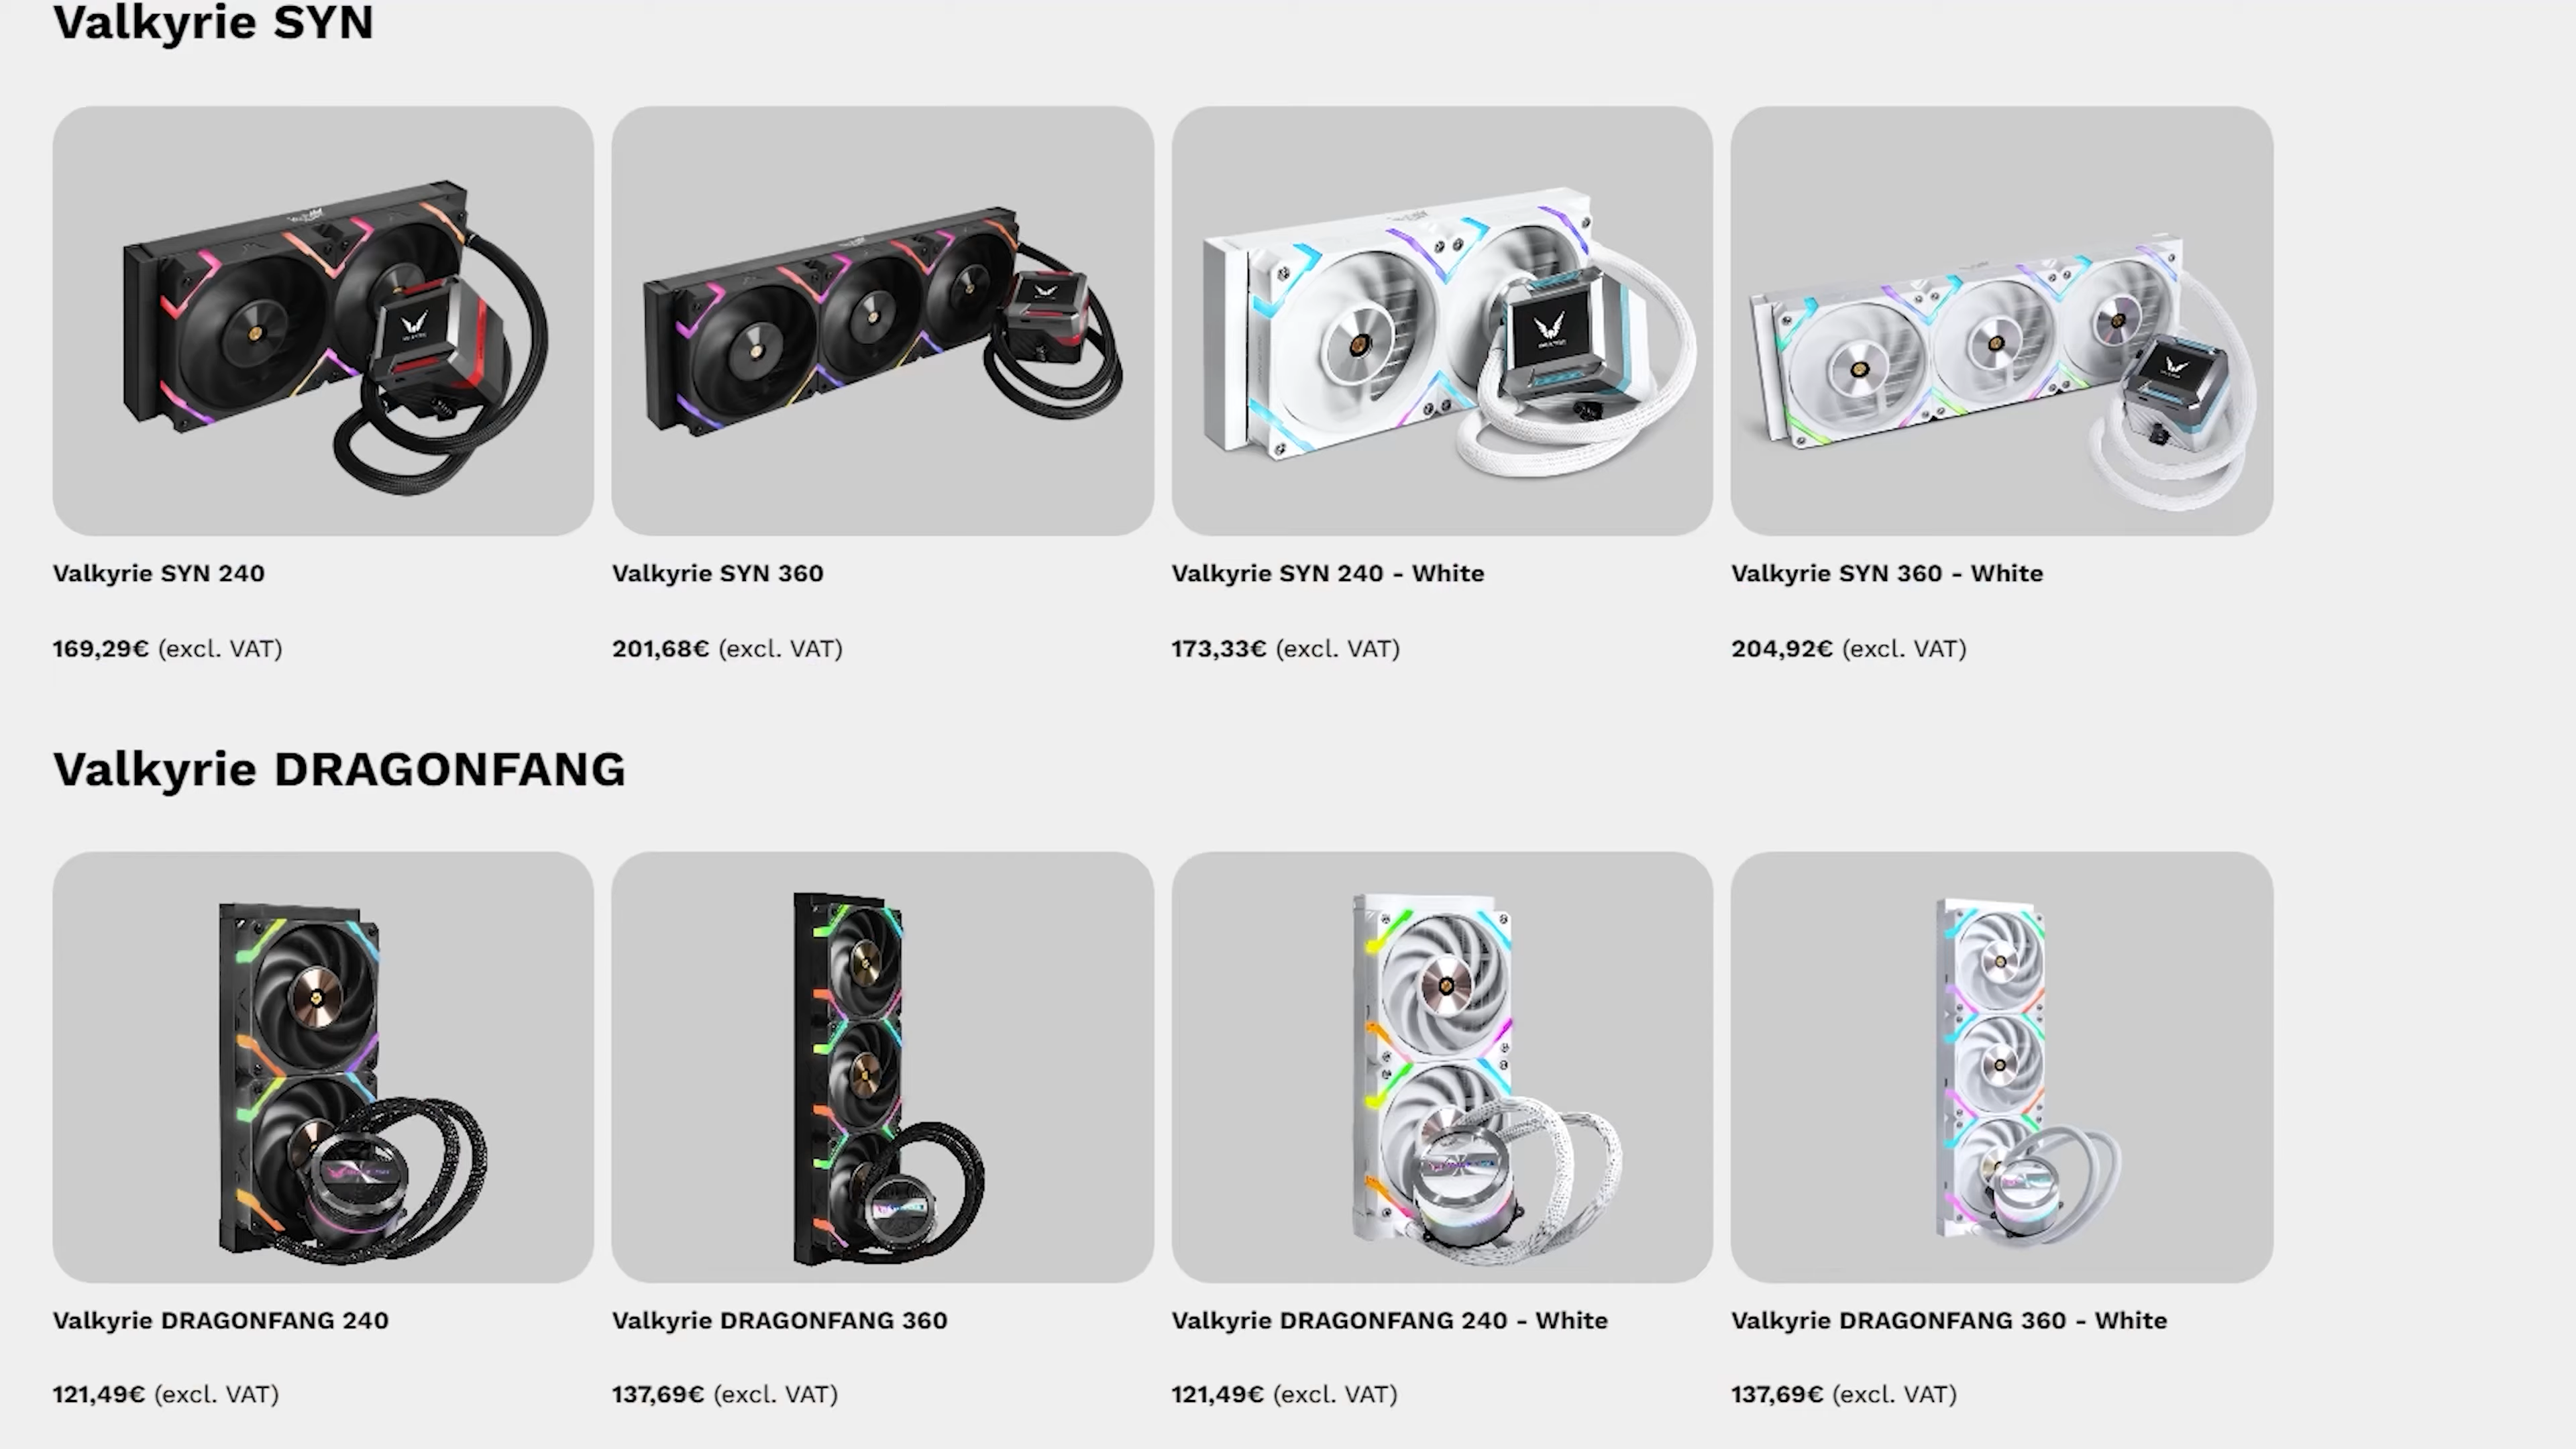 Valkyrie SYN
Valkyrie SYN 240
Valkyrie SYN 360
Valkyrie SYN 240 - White
Valkyrie SYN 360 - White
169,29€ (excl. VAT)
201,68€ (excl. VAT)
173,33€ (excl. VAT)
204,92€ (excl. VAT)
Valkyrie DRAGONFANG
Valkyrie DRAGONFANG 240
Valkyrie DRAGONFANG 360
Valkyrie DRAGONFANG 240 - White
Valkyrie DRAGONFANG 360 - White
121,49€ (excl. VAT)
137,69€ (excl. VAT)
121,49€ (excl. VAT)
137,69€ (excl. VAT)